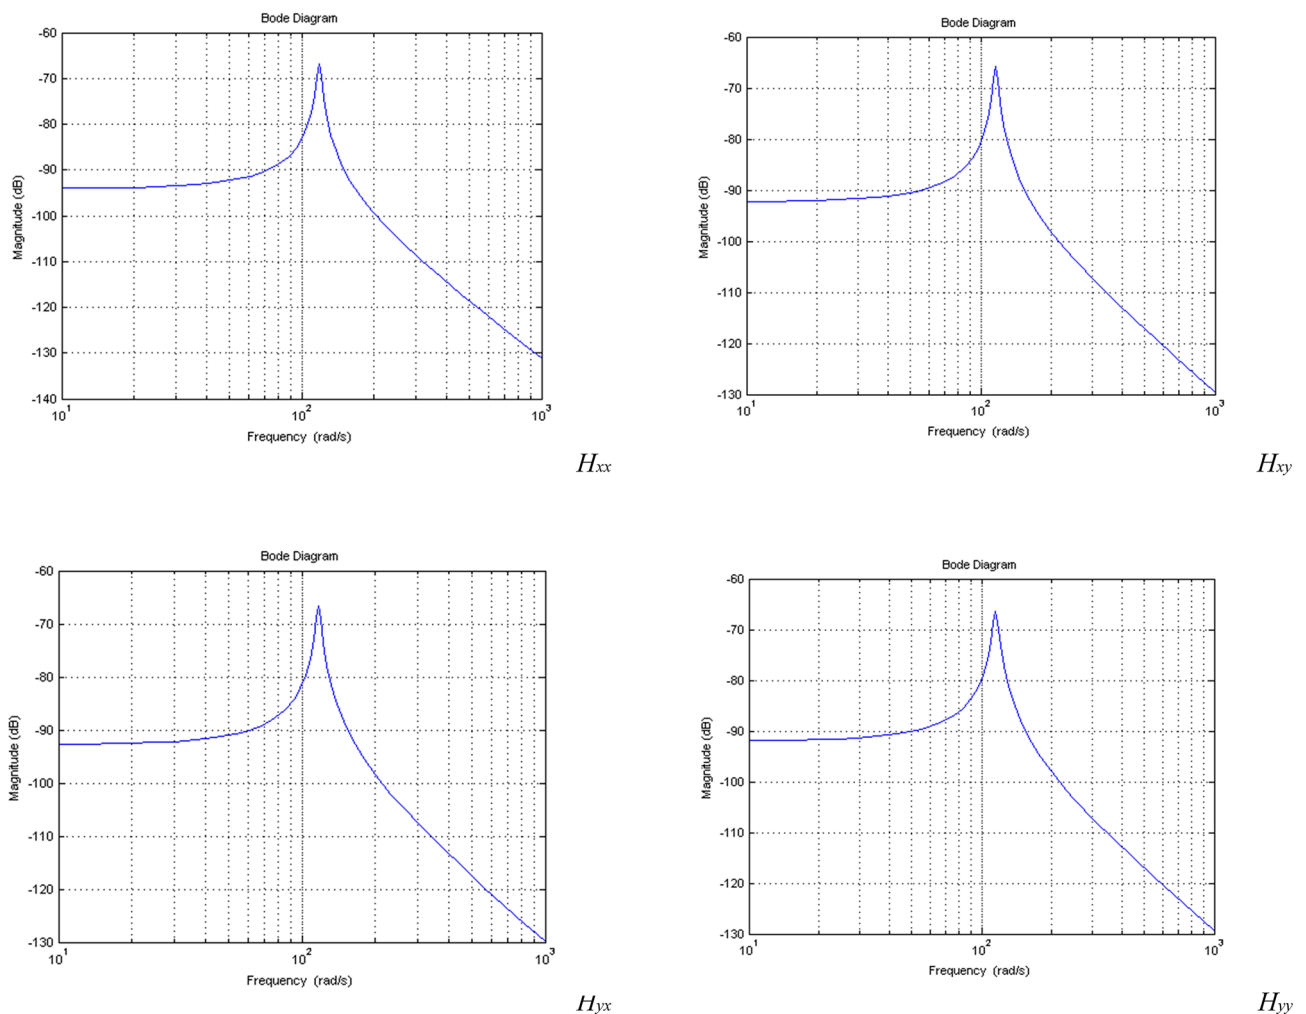 Bode Diagram
-60
-70
-80
-90
-100
-110
-120
-130
-140
Magnitude (dB)
10^1
10^2
10^3
Frequency (rad/s)
Hxx
Bode Diagram
-60
-70
-80
-90
-100
-110
-120
-130
Magnitude (dB)
10^1
10^2
10^3
Frequency (rad/s)
Hxy
Bode Diagram
-60
-70
-80
-90
-100
-110
-120
-130
Magnitude (dB)
10^1
10^2
10^3
Frequency (rad/s)
Hyx
Bode Diagram
-60
-70
-80
-90
-100
-110
-120
-130
Magnitude (dB)
10^1
10^2
10^3
Frequency (rad/s)
Hyy